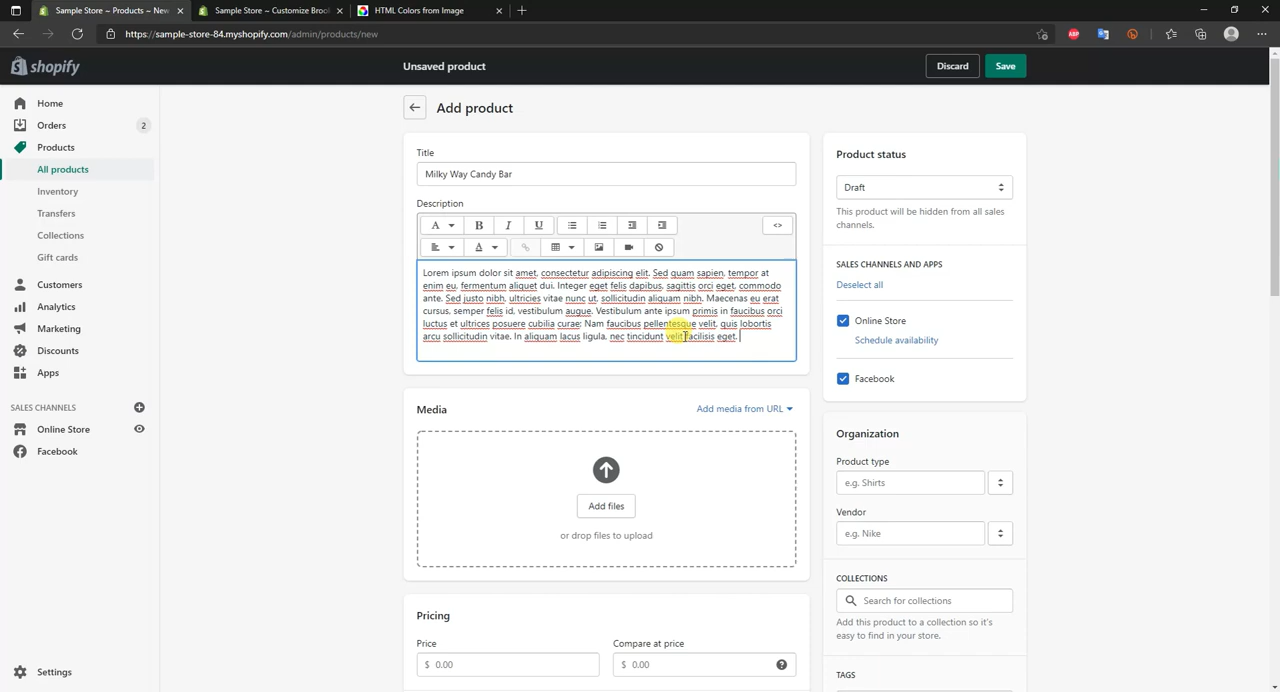 Sample Store ~ Products ~ New
Sample Store ~ Customize Brook
HTML Colors from Image
https://sample-store-84.myshopify.com/admin/products/new
ABP
shopify
Unsaved product
Discard
Save
Home
Orders
2
Products
All products
Inventory
Transfers
Collections
Gift cards
Customers
Analytics
Marketing
Discounts
Apps
SALES CHANNELS
Online Store
Facebook
Settings
Add product
Title
Milky Way Candy Bar
Description
A B I U <>
A
Lorem ipsum dolor sit amet, consectetur adipiscing elit. Sed quam sapien, tempor at
enim eu, fermentum aliquet dui. Integer eget felis dapibus, sagittis orci eget, commodo
ante. Sed justo nibh, ultricies vitae nunc ut, sollicitudin aliquam nibh. Maecenas eu erat
cursus, semper felis id, vestibulum augue. Vestibulum ante ipsum primis in faucibus orci
luctus et ultrices posuere cubilia curae; Nam faucibus pellentesque velit, quis lobortis
arcu sollicitudin vitae. In aliquam lacus ligula, nec tincidunt velit facilisis eget.
Media
Add media from URL
Add files
or drop files to upload
Pricing
Price
Compare at price
$ 0.00
$ 0.00
?
Product status
Draft
This product will be hidden from all sales
channels.
SALES CHANNELS AND APPS
Deselect all
Online Store
Schedule availability
Facebook
Organization
Product type
e.g. Shirts
Vendor
e.g. Nike
COLLECTIONS
Search for collections
Add this product to a collection so it's
easy to find in your store.
TAGS